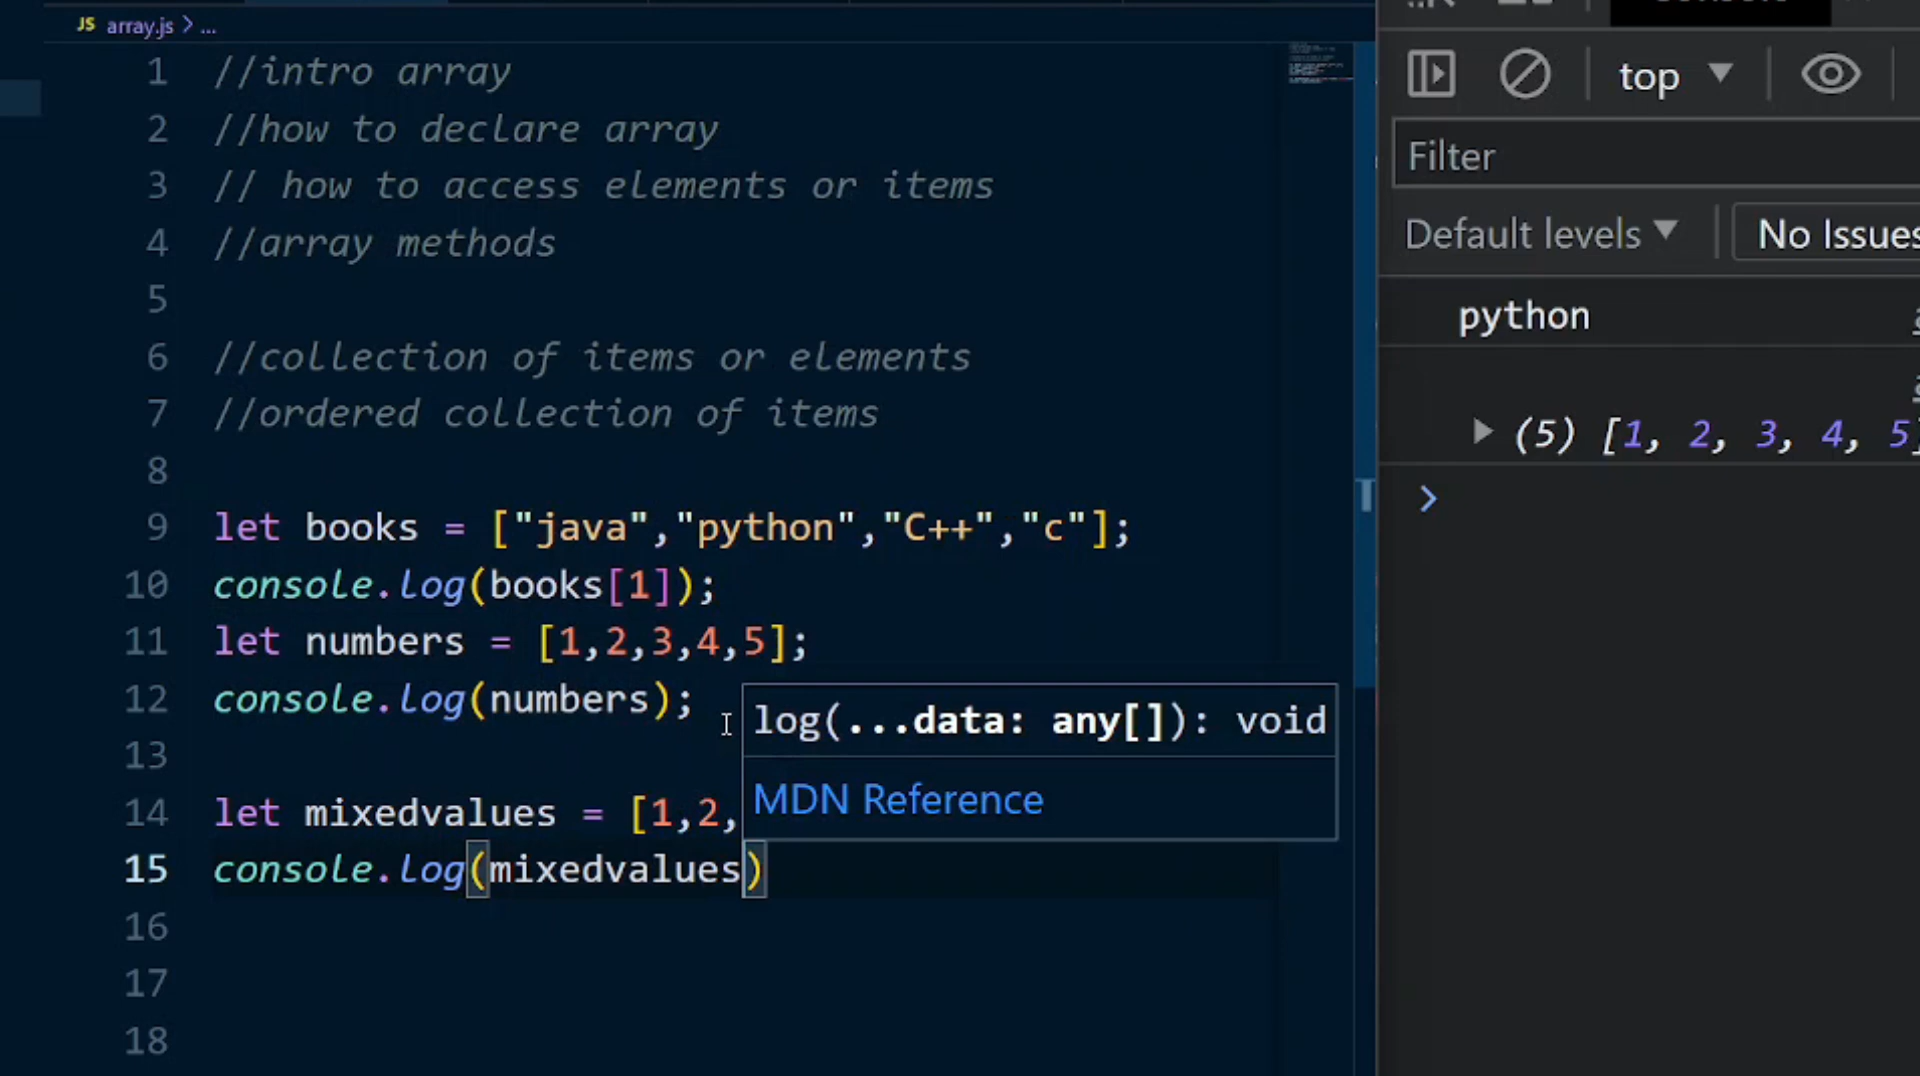 JS array.js > ...
1 //intro array
2 //how to declare array
3 // how to access elements or items
4 //array methods
5
6 //collection of items or elements
7 //ordered collection of items
8
9 let books = ["java","python","C++","c"];
10 console.log(books[1]);
11 let numbers = [1,2,3,4,5];
12 console.log(numbers);
13
14 let mixedvalues = [1,2,
15 console.log(mixedvalues)
16
17
18
log(...data: any[]): void
MDN Reference
top
Filter
Default levels
No Issues
python
(5) [1, 2, 3, 4, 5]